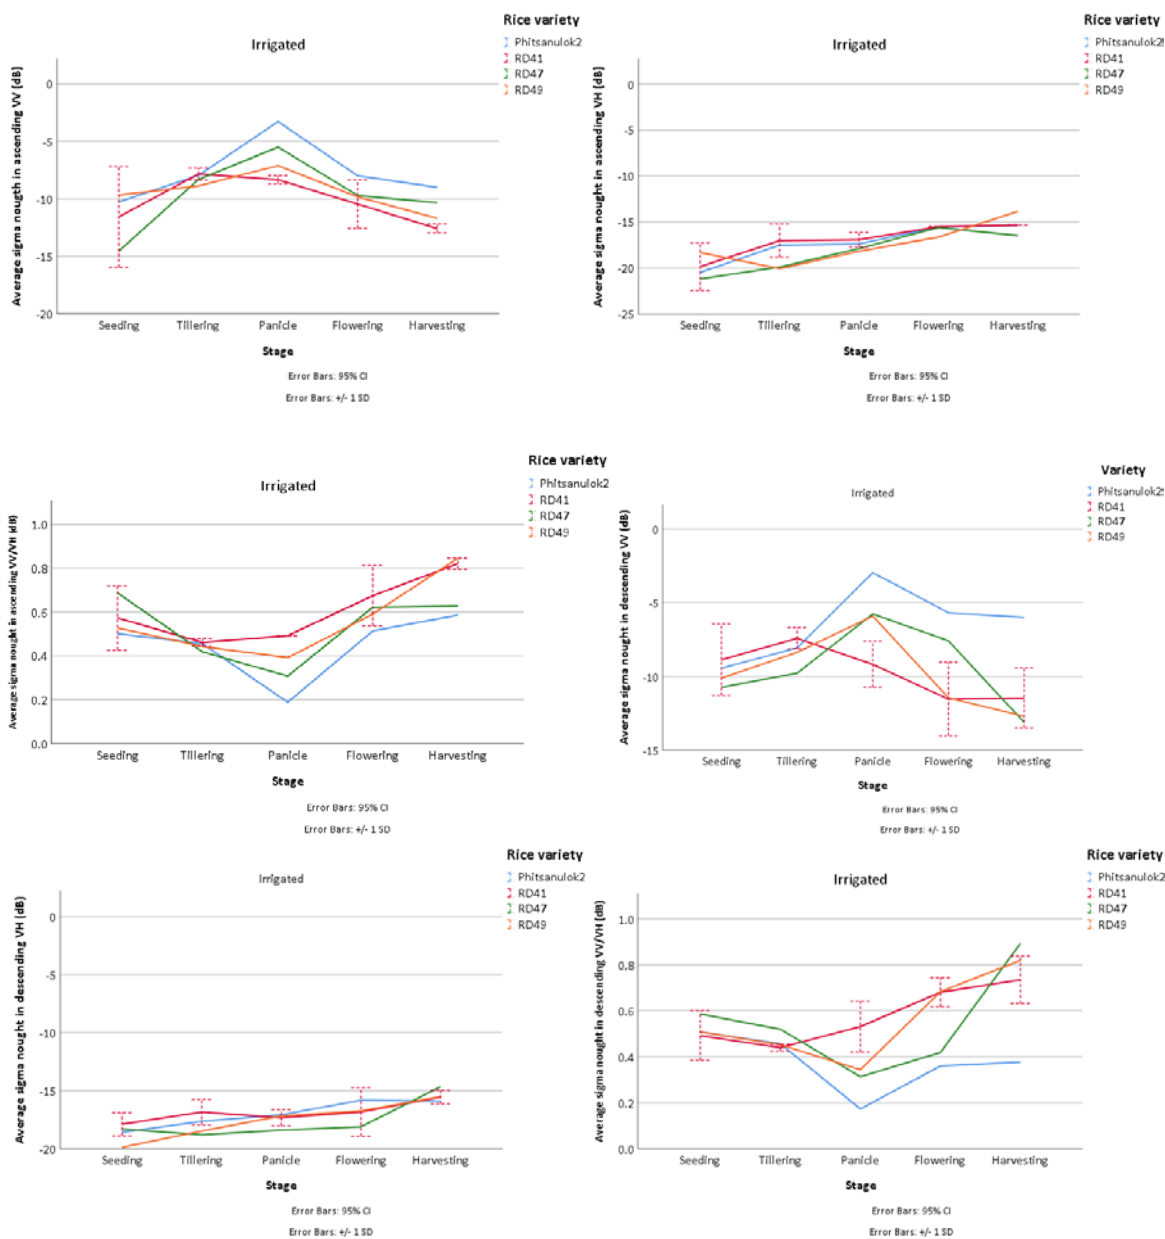 Rice variety
Irrigated
Phitsanulok2
RD41
RD47
RD49
Average sigma nougth in ascending VV [dB]
0
-5
-10
-15
-20
Seeding Tillering Panicle Flowering Harvesting
Stage
Error Bars: 95% CI
Error Bars: +/- 1 SD
Rice variety
Irrigated
Phitsanulok2
RD41
RD47
RD49
Average sigma nought in ascending VH (dB)
0
-5
-10
-15
-20
-25
Seeding Tillering Panicle Flowering Harvesting
Stage
Error Bars: 95% CI
Error Bars: +/- 1 SD
Rice variety
Irrigated
Phitsanulok2
RD41
RD47
RD49
Average sigma nought in ascending VV/VH (dB)
1.0
0.8
0.6
0.4
0.2
0.0
Seeding Tillering Panicle Flowering Harvesting
Stage
Error Bars: 95% CI
Error Bars: +/- 1 SD
Variety
Irrigated
Phitsanulok2
RD41
RD47
RD49
Average sigma nought in descending VV (dB)
0
-5
-10
-15
Seeding Tillering Panicle Flowering Harvesting
Stage
Error Bars: 95% CI
Error Bars: +/- 1 SD
Rice variety
Irrigated
Phitsanulok2
RD41
RD47
RD49
Average sigma nought in descending VH [dB]
0
-5
-10
-15
-20
Seeding Tillering Panicle Flowering Harvesting
Stage
Error Bars: 95% CI
Error Bars: +/- 1 SD
Rice variety
Irrigated
Phitsanulok2
RD41
RD47
RD49
Average sigma nought in descending VV/VH (dB)
1.0
0.8
0.6
0.4
0.2
0.0
Seeding Tillering Panicle Flowering Harvesting
Stage
Error Bars: 95% CI
Error Bars: +/- 1 SD